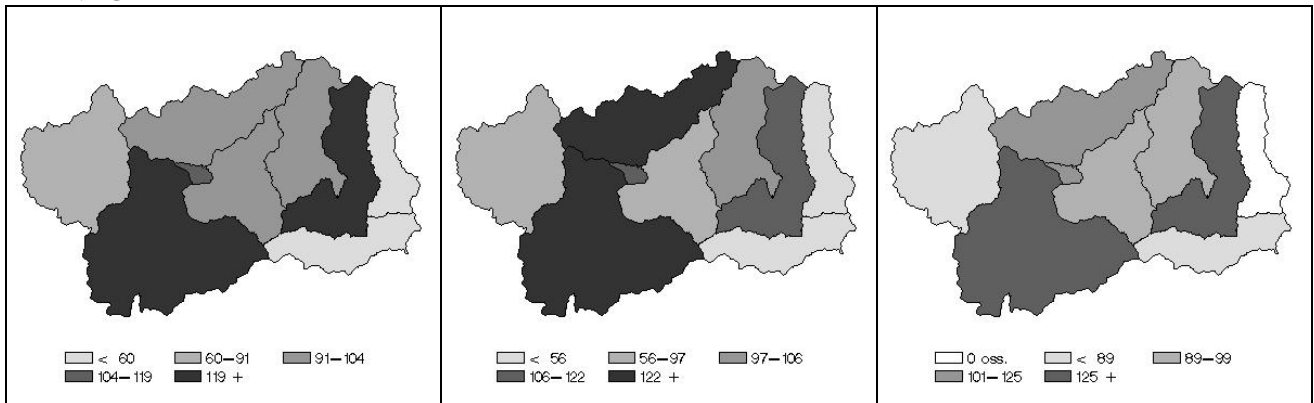 < 60 60–91 91–104
104–119 119 +
< 56 56–97 97–106
106–122 122 +
0 oss. < 89 89–99
101–125 125 +